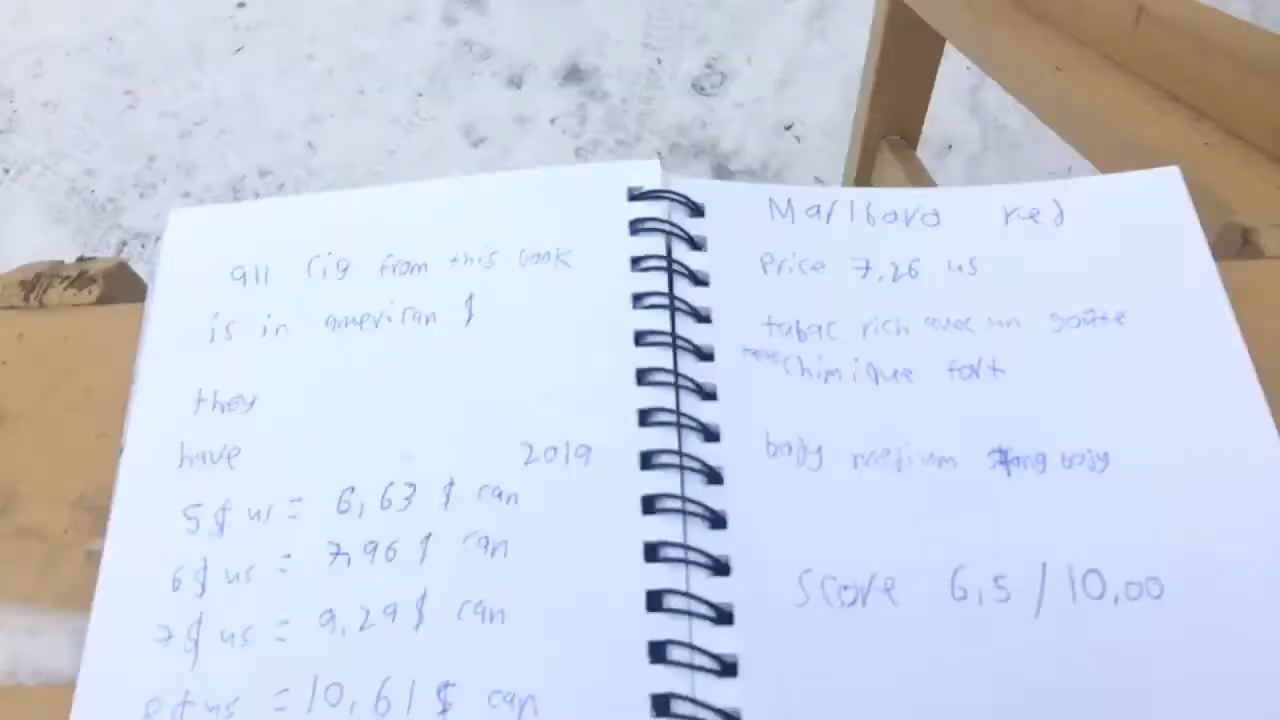 all cig from this book
is in american $
they
have 2019
5$ us = 6,63 $ can
6$ us = 7,96 $ can
7$ us = 9,29 $ can
8$ us = 10,61 $ can
Marlboro red
Price 7,26 us
tabac rich avec un goûte
chimique fort
body medium strong body
score 6,5 / 10,00